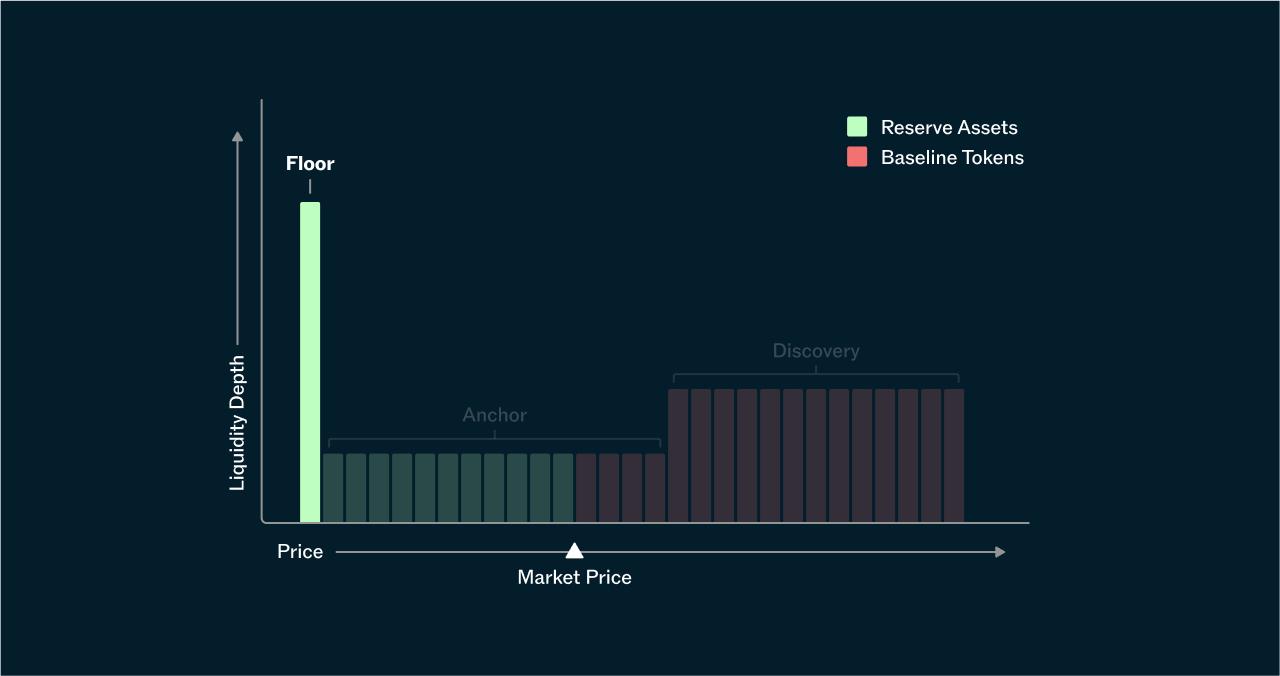 Reserve Assets
Baseline Tokens
Floor
Discovery
Anchor
Liquidity Depth
Price
Market Price